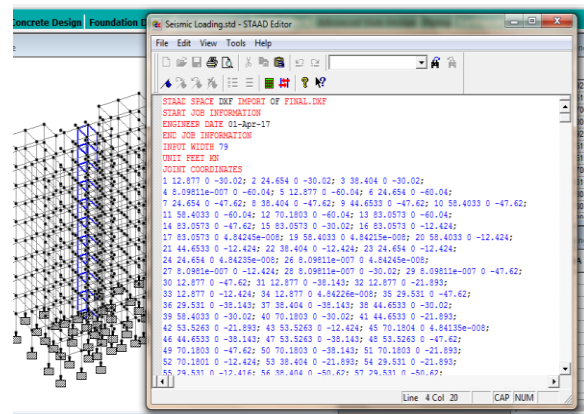 Concrete Design Foundation D
Seismic Loading.std - STAAD Editor
File Edit View Tools Help
STAAD SPACE DXF IMPORT OF FINAL.DXF
START JOB INFORMATION
ENGINEER DATE 01-Apr-17
END JOB INFORMATION
INPUT WIDTH 79
UNIT FEET KN
JOINT COORDINATES
1 12.877 0 -30.02; 2 24.654 0 -30.02; 3 38.404 0 -30.02;
4 8.09811e-007 0 -60.04; 5 12.877 0 -60.04; 6 24.654 0 -60.04;
7 24.654 0 -47.62; 8 38.404 0 -47.62; 9 44.6533 0 -47.62; 10 58.4033 0 -47.62;
11 58.4033 0 -60.04; 12 70.1803 0 -60.04; 13 83.0573 0 -60.04;
14 83.0573 0 -47.62; 15 83.0573 0 -30.02; 16 83.0573 0 -12.424;
17 83.0573 0 4.84245e-008; 19 58.4033 0 4.84215e-008; 20 58.4033 0 -12.424;
21 44.6533 0 -12.424; 22 38.404 0 -12.424; 23 24.654 0 -12.424;
24 24.654 0 4.84235e-008; 26 8.09811e-007 0 4.84245e-008;
27 8.0981e-007 0 -12.424; 28 8.09811e-007 0 -30.02; 29 8.09811e-007 0 -47.62;
30 12.877 0 -47.62; 31 12.877 0 -38.143; 32 12.877 0 -21.893;
33 12.877 0 -12.424; 34 12.877 0 4.84226e-008; 35 29.531 0 -47.62;
36 29.531 0 -38.143; 37 38.404 0 -38.143; 38 44.6533 0 -30.02;
39 58.4033 0 -30.02; 40 70.1803 0 -30.02; 41 44.6533 0 -21.893;
42 53.5263 0 -21.893; 43 53.5263 0 -12.424; 45 70.1804 0 4.84135e-008;
46 44.6533 0 -38.143; 47 53.5263 0 -38.143; 48 53.5263 0 -47.62;
49 70.1803 0 -47.62; 50 70.1803 0 -38.143; 51 70.1803 0 -21.893;
52 70.1801 0 -12.424; 53 38.404 0 -21.893; 54 29.531 0 -21.893;
55 29.531 0 -12.416; 56 38.404 0 -50.62; 57 29.531 0 -50.62;
Line 4 Col 20 CAP NUM